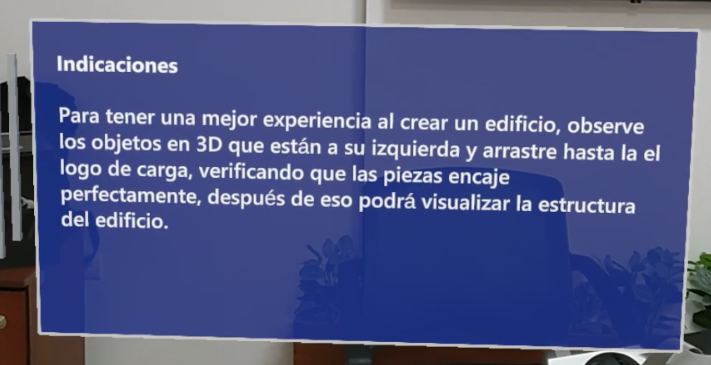 Indicaciones
Para tener una mejor experiencia al crear un edificio, observe
los objetos en 3D que están a su izquierda y arrastre hasta la el
logo de carga, verificando que las piezas encaje
perfectamente, después de eso podrá visualizar la estructura
del edificio.